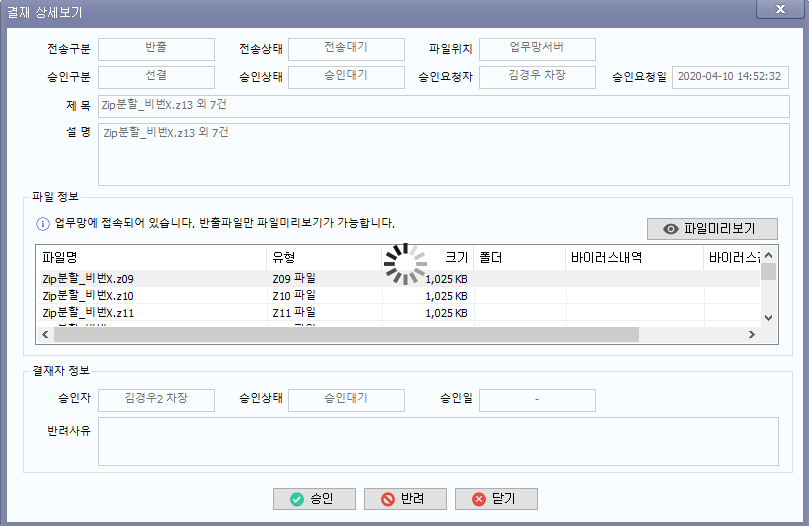 결재 상세보기
전송구분 반출 전송상태 전송대기 파일위치 업무망서버
승인구분 선결 승인상태 승인대기 승인요청자 김경우 차장 승인요청일 2020-04-10 14:52:32
제 목 Zip분할_비번X.z13 외 7건
설 명 Zip분할_비번X.z13 외 7건
파일 정보
업무망에 접속되어 있습니다. 반출파일만 파일미리보기가 가능합니다.
파일미리보기
파일명 유형 크기 폴더 바이러스내역
Zip분할_비번X.z09 Z09 파일 1,025 KB
Zip분할_비번X.z10 Z10 파일 1,025 KB
Zip분할_비번X.z11 Z11 파일 1,025 KB
결재자 정보
승인자 김경우2 차장 승인상태 승인대기 승인일 -
반려사유
승인 반려 닫기